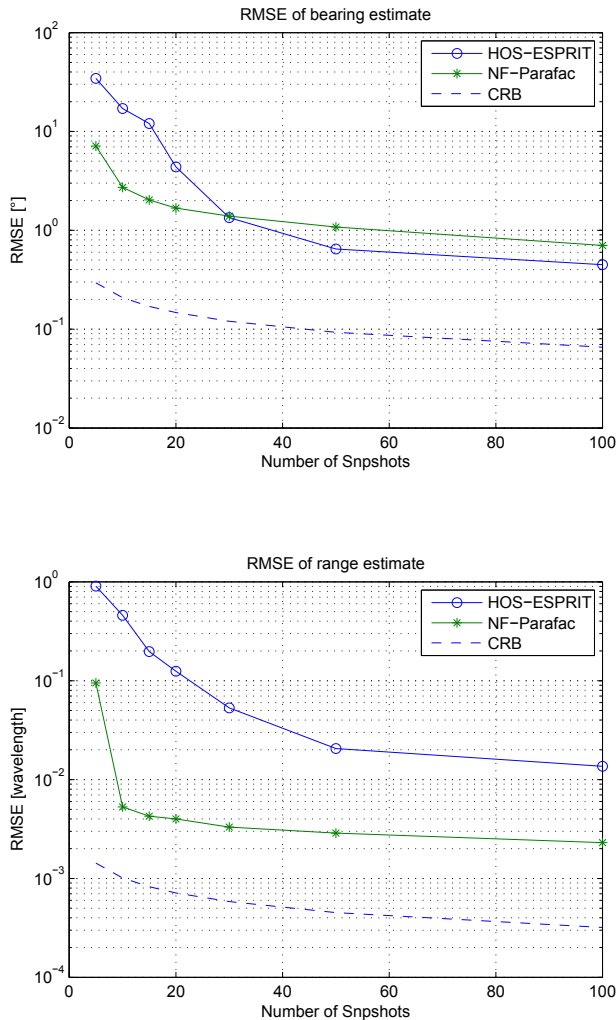 RMSE of bearing estimate
10^2
10^1
10^0
10^-1
10^-2
RMSE [°]
HOS-ESPRIT
NF-Parafac
CRB
0 20 40 60 80 100
Number of Snpshots
RMSE of range estimate
10^0
10^-1
10^-2
10^-3
10^-4
RMSE [wavelength]
HOS-ESPRIT
NF-Parafac
CRB
0 20 40 60 80 100
Number of Snpshots